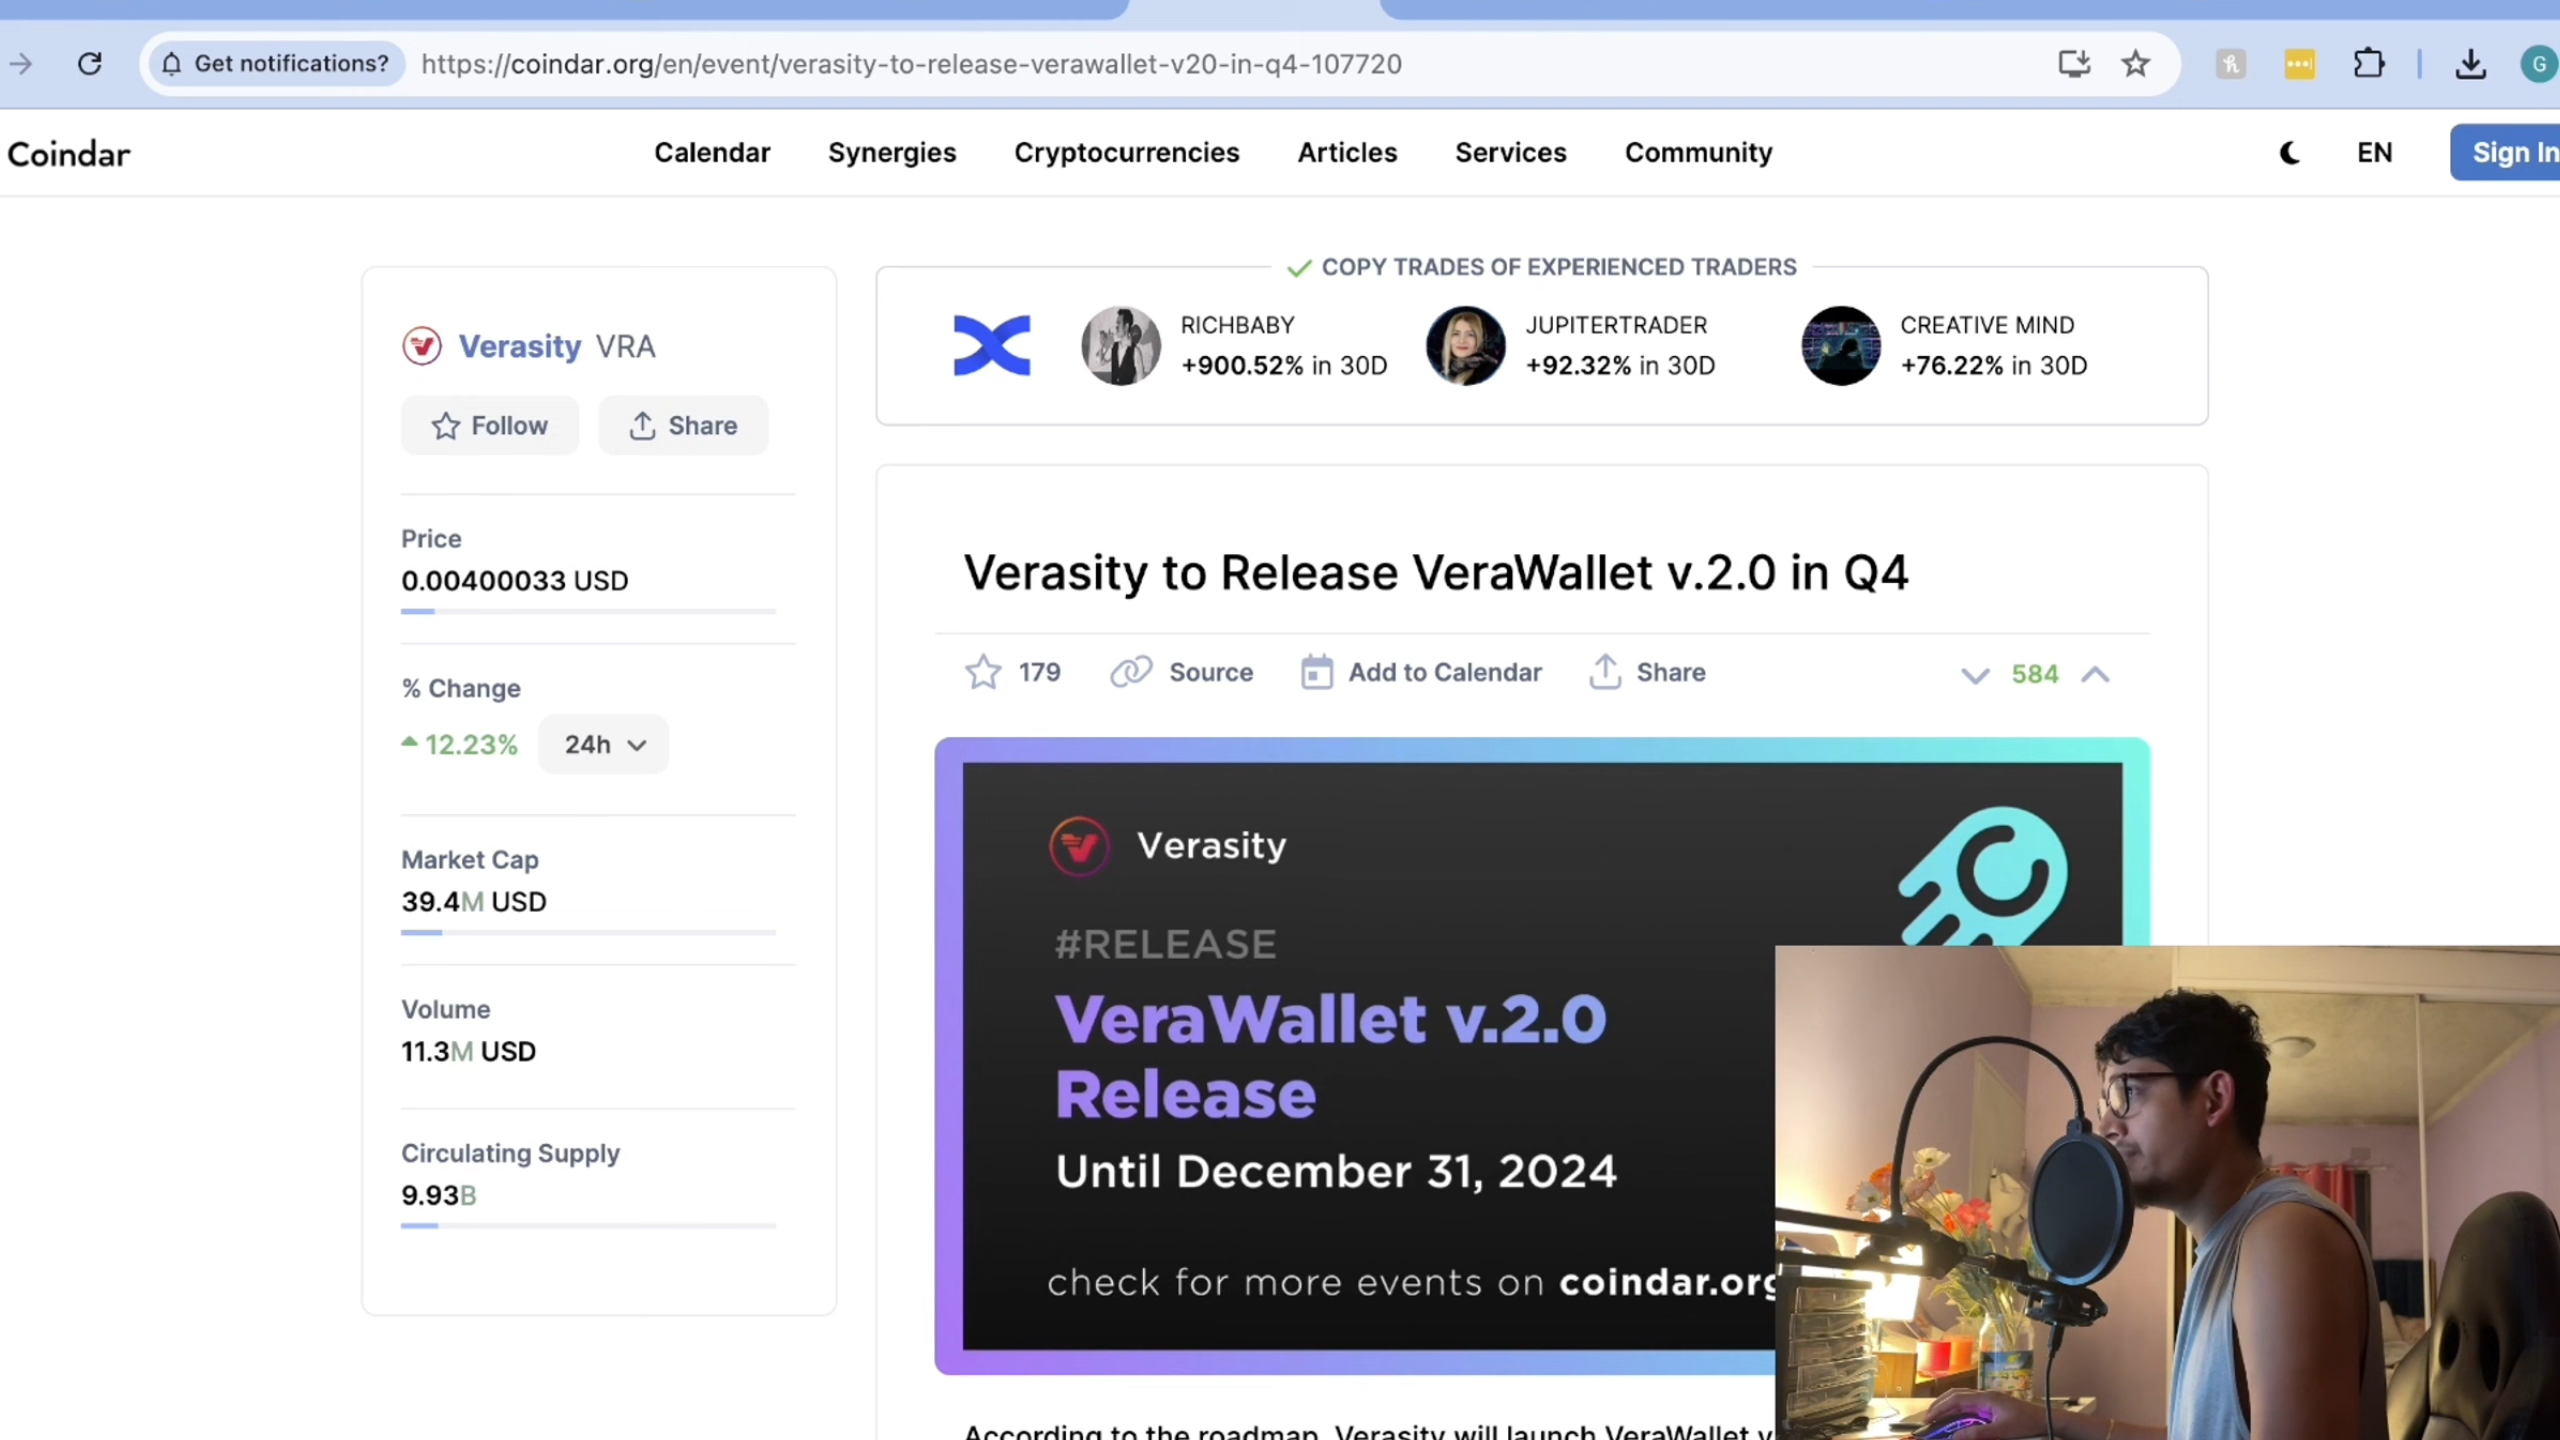 Get notifications?
https://coindar.org/en/event/verasity-to-release-verawallet-v20-in-q4-107720
G
Coindar
Calendar
Synergies
Cryptocurrencies
Articles
Services
Community
EN
Sign In
Verasity VRA
Follow
Share
Price
0.00400033 USD
% Change
12.23%
24h
Market Cap
39.4M USD
Volume
11.3M USD
Circulating Supply
9.93B
COPY TRADES OF EXPERIENCED TRADERS
RICHBABY
+900.52% in 30D
JUPITERTRADER
+92.32% in 30D
CREATIVE MIND
+76.22% in 30D
Verasity to Release VeraWallet v.2.0 in Q4
179
Source
Add to Calendar
Share
584
Verasity
#RELEASE
VeraWallet v.2.0
Release
Until December 31, 2024
check for more events on coindar.org
According to the roadmap, Verasity will launch VeraWallet v